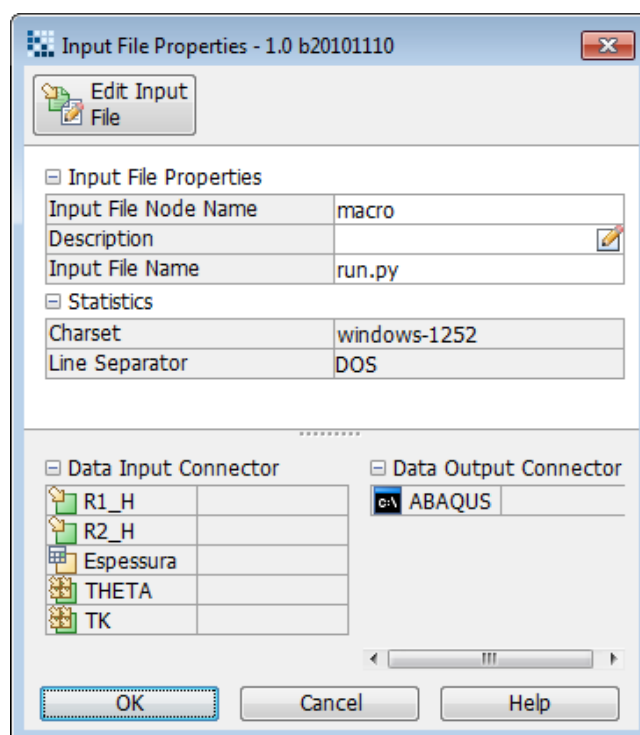 Input File Properties - 1.0 b20101110
Edit Input
File
Input File Properties
Input File Node Name macro
Description
Input File Name run.py
Statistics
Charset windows-1252
Line Separator DOS
Data Input Connector
R1_H
R2_H
Espessura
THETA
TK
Data Output Connector
C:\ ABAQUS
OK Cancel Help